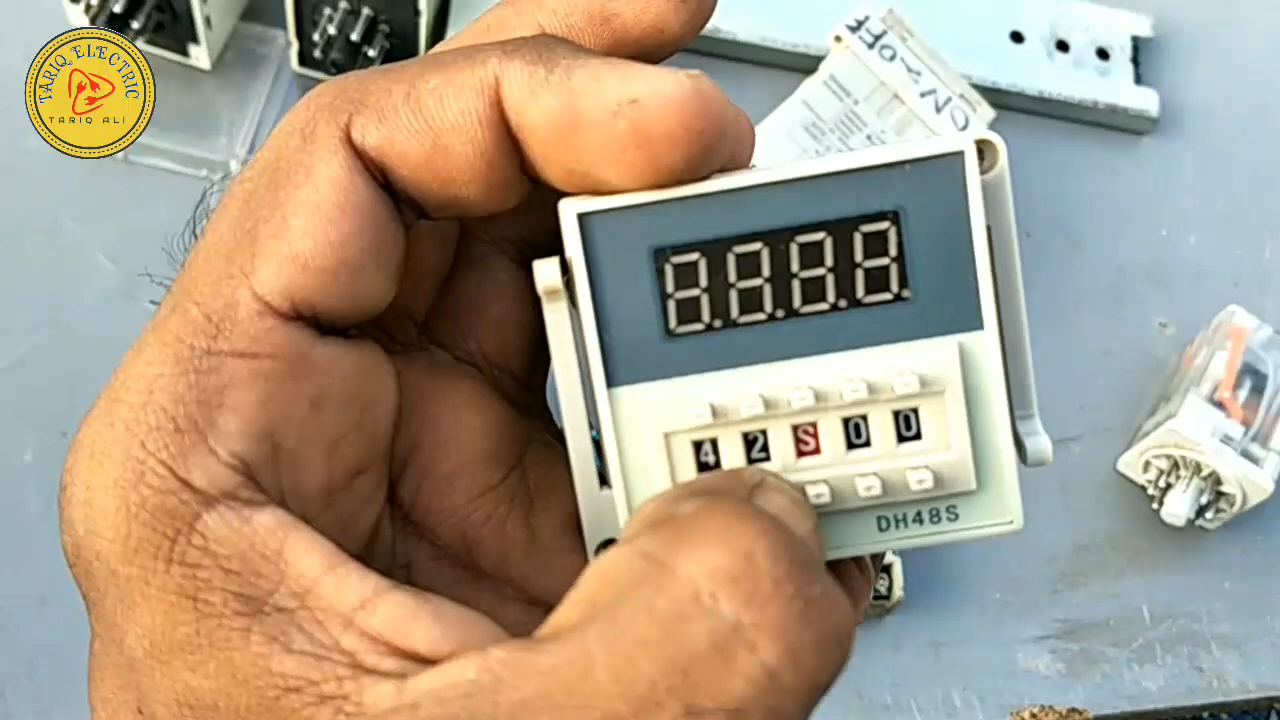 TARIQ ELECTRIC
TARIQ ALI
ON-OFF
8.8.8.8.
4 2 S 0 0
DH48S